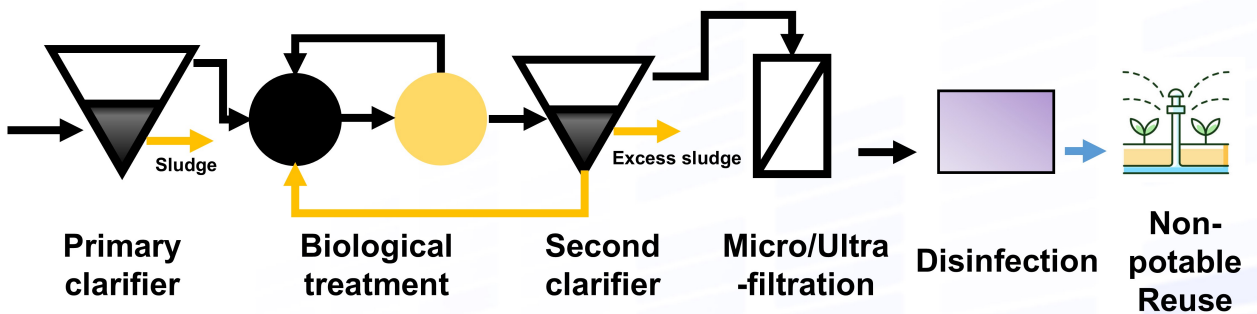 Sludge
Excess sludge
Primary
clarifier
Biological
treatment
Second
clarifier
Micro/Ultra
-filtration
Disinfection
Non-
potable
Reuse